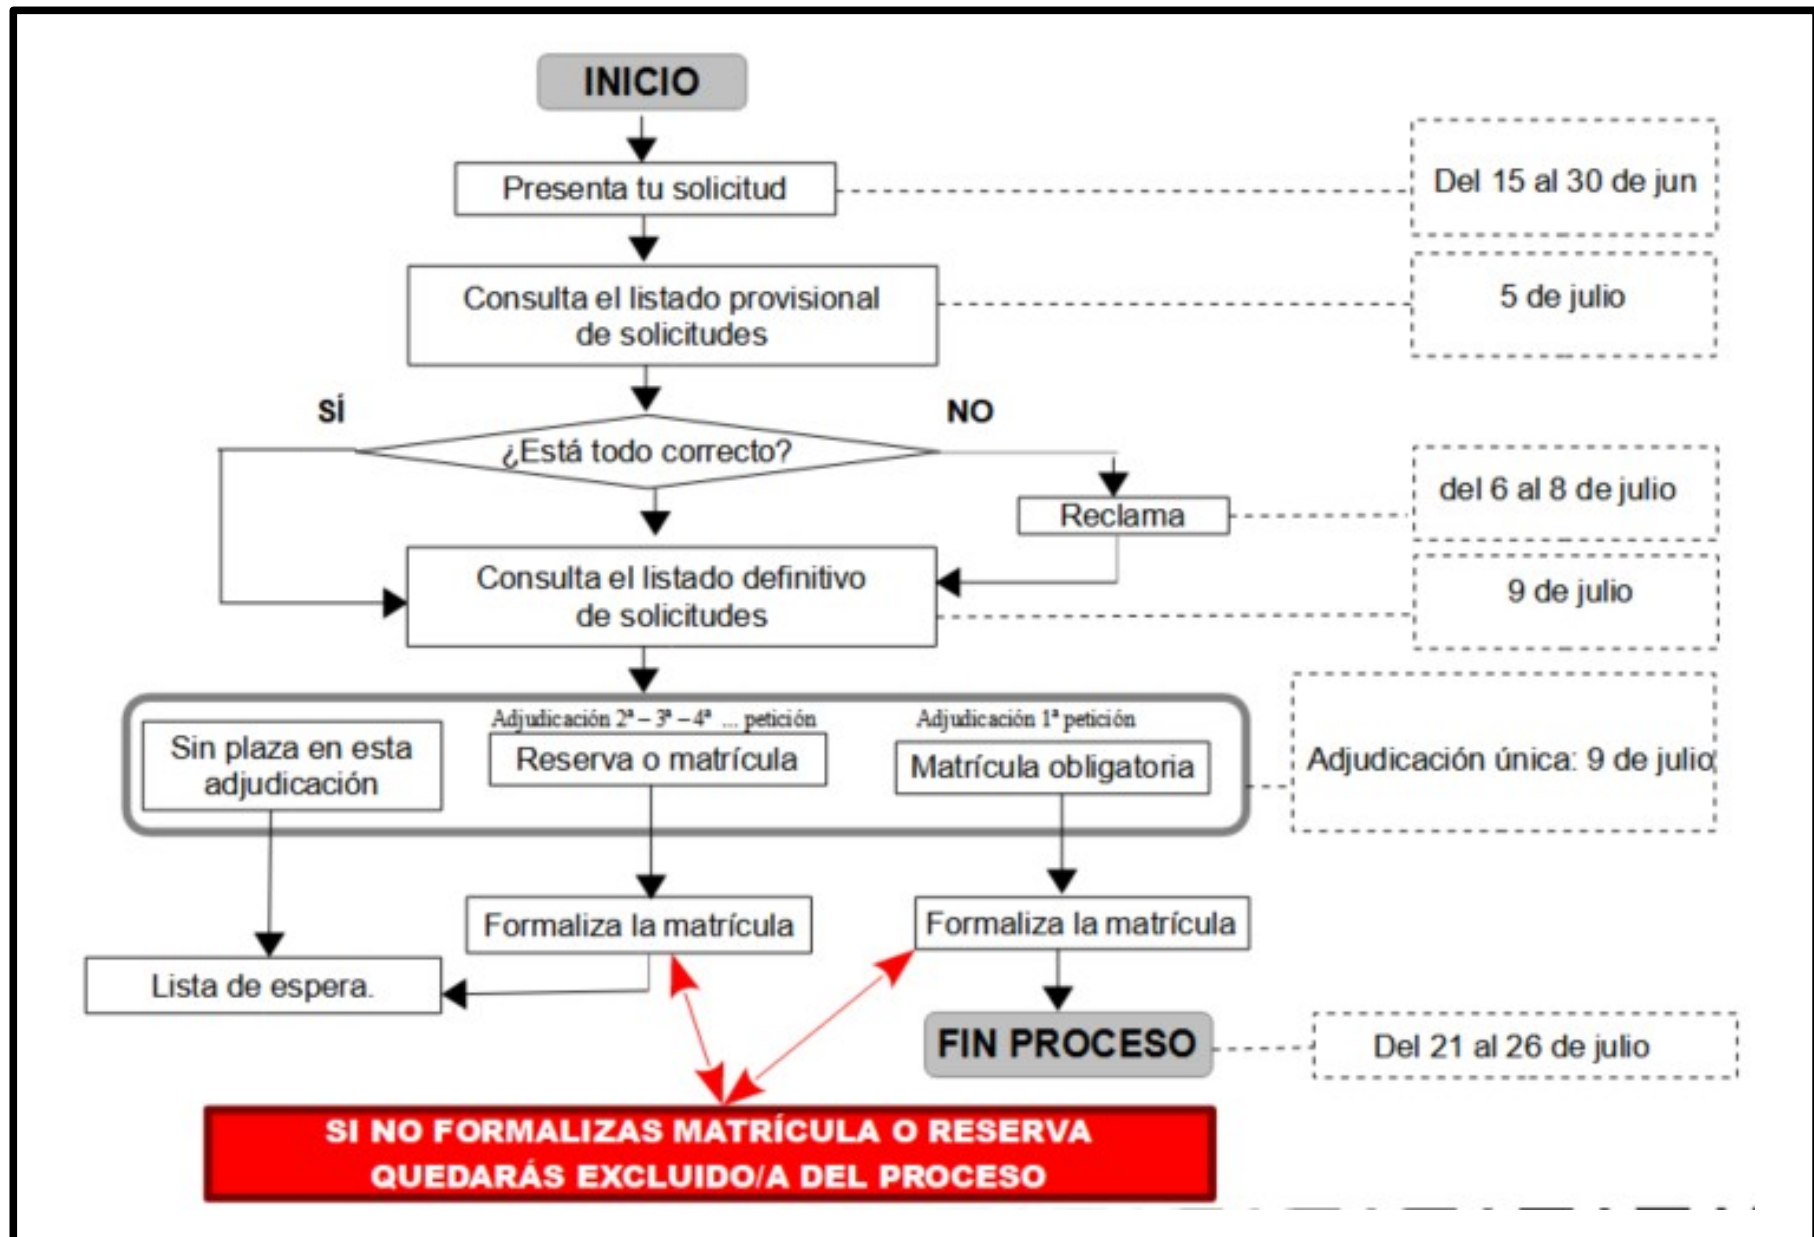 INICIO
Presenta tu solicitud
Del 15 al 30 de jun
Consulta el listado provisional
de solicitudes
5 de julio
SÍ
NO
¿Está todo correcto?
Reclama
del 6 al 8 de julio
Consulta el listado definitivo
de solicitudes
9 de julio
Sin plaza en esta
adjudicación
Adjudicación 2ª – 3ª – 4ª ... petición
Reserva o matrícula
Adjudicación 1ª petición
Matrícula obligatoria
Adjudicación única: 9 de julio
Formaliza la matrícula
Formaliza la matrícula
Lista de espera.
FIN PROCESO
Del 21 al 26 de julio
SI NO FORMALIZAS MATRÍCULA O RESERVA
QUEDARÁS EXCLUIDO/A DEL PROCESO